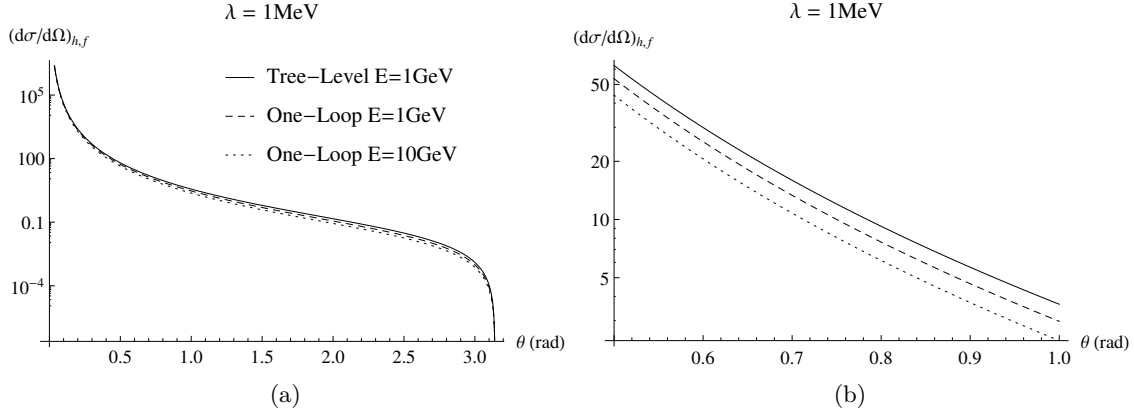 λ = 1MeV
(dσ/dΩ)h,f
Tree−Level E=1GeV
One−Loop E=1GeV
One−Loop E=10GeV
10^5
100
0.1
10^−4
0.5 1.0 1.5 2.0 2.5 3.0 θ (rad)
(a)
λ = 1MeV
(dσ/dΩ)h,f
50
20
10
5
0.6 0.7 0.8 0.9 1.0 θ (rad)
(b)